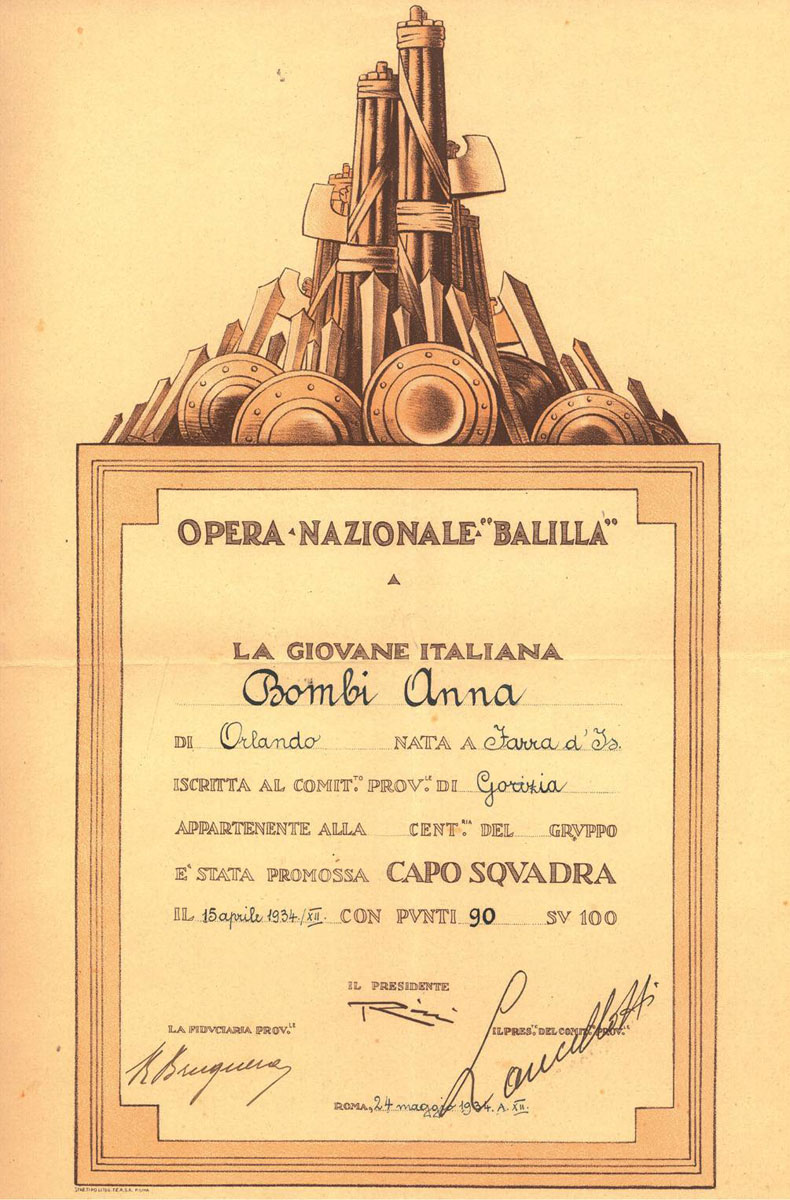 OPERA NAZIONALE "BALILLA"
LA GIOVANE ITALIANA
Bombi Anna
DI Orlando NATA A Farra d'Is.
ISCRITTA AL COMIT.TO PROV.LE DI Gorizia
APPARTENENTE ALLA CENT.RIA DEL GRVPPO
E' STATA PROMOSSA CAPO SQVADRA
IL 15 aprile 1934/XII. CON PVNTI 90 SV 100
IL PRESIDENTE
LA FIDVCIARIA PROV.LE
IL PRES.TE DEL COMIT.TO PROV.LE
Lancellotti
ROMA, 24 maggio 1934. A. XII.